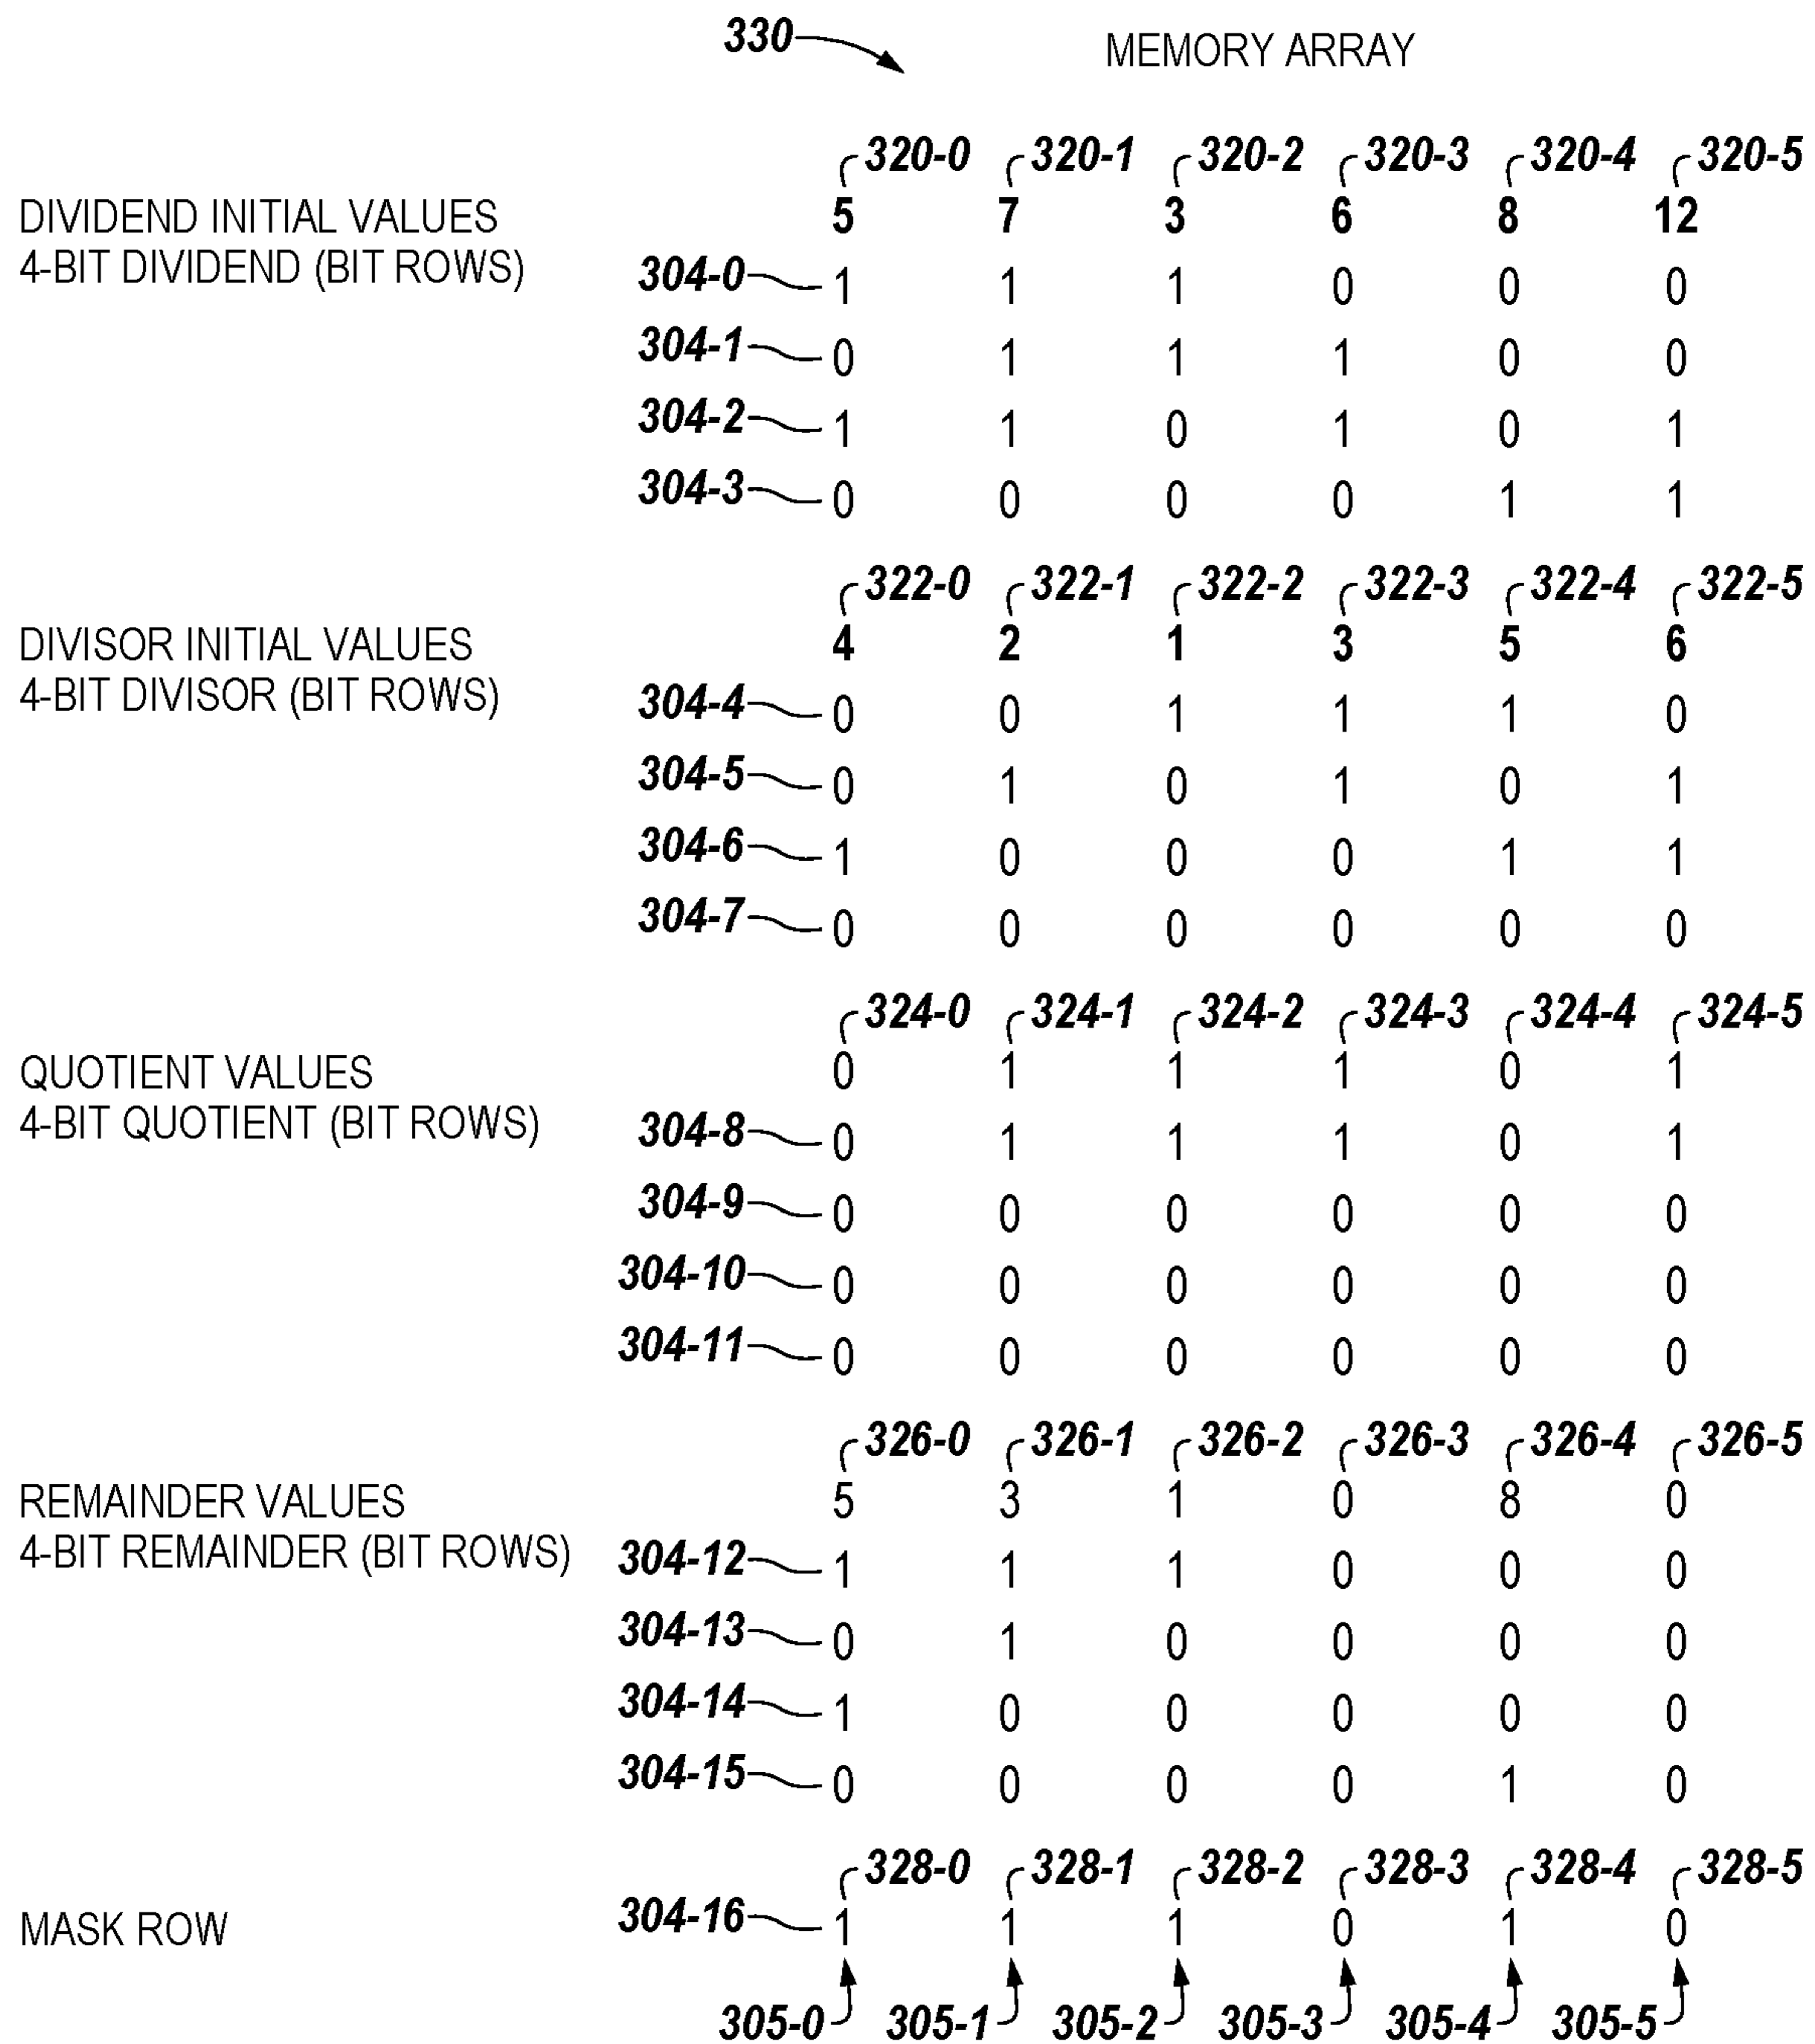 330 MEMORY ARRAY
320-0 320-1 320-2 320-3 320-4 320-5
DIVIDEND INITIAL VALUES 5 7 3 6 8 12
4-BIT DIVIDEND (BIT ROWS)
304-0 1 1 1 0 0 0
304-1 0 1 1 1 0 0
304-2 1 1 0 1 0 1
304-3 0 0 0 0 1 1
322-0 322-1 322-2 322-3 322-4 322-5
DIVISOR INITIAL VALUES 4 2 1 3 5 6
4-BIT DIVISOR (BIT ROWS)
304-4 0 0 1 1 1 0
304-5 0 1 0 1 0 1
304-6 1 0 0 0 1 1
304-7 0 0 0 0 0 0
324-0 324-1 324-2 324-3 324-4 324-5
QUOTIENT VALUES 0 1 1 1 0 1
4-BIT QUOTIENT (BIT ROWS)
304-8 0 1 1 1 0 1
304-9 0 0 0 0 0 0
304-10 0 0 0 0 0 0
304-11 0 0 0 0 0 0
326-0 326-1 326-2 326-3 326-4 326-5
REMAINDER VALUES 5 3 1 0 8 0
4-BIT REMAINDER (BIT ROWS)
304-12 1 1 1 0 0 0
304-13 0 1 0 0 0 0
304-14 1 0 0 0 0 0
304-15 0 0 0 0 1 0
328-0 328-1 328-2 328-3 328-4 328-5
MASK ROW 304-16 1 1 1 0 1 0
305-0 305-1 305-2 305-3 305-4 305-5